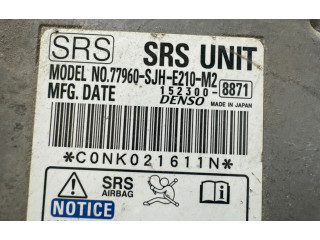 SRS SRS UNIT
MODEL NO.77960-SJH-E210-M2
MFG. DATE 152300-8871
DENSO MADE IN JAPAN
*C0NK021611N*
SRS
AIRBAG
NOTICE